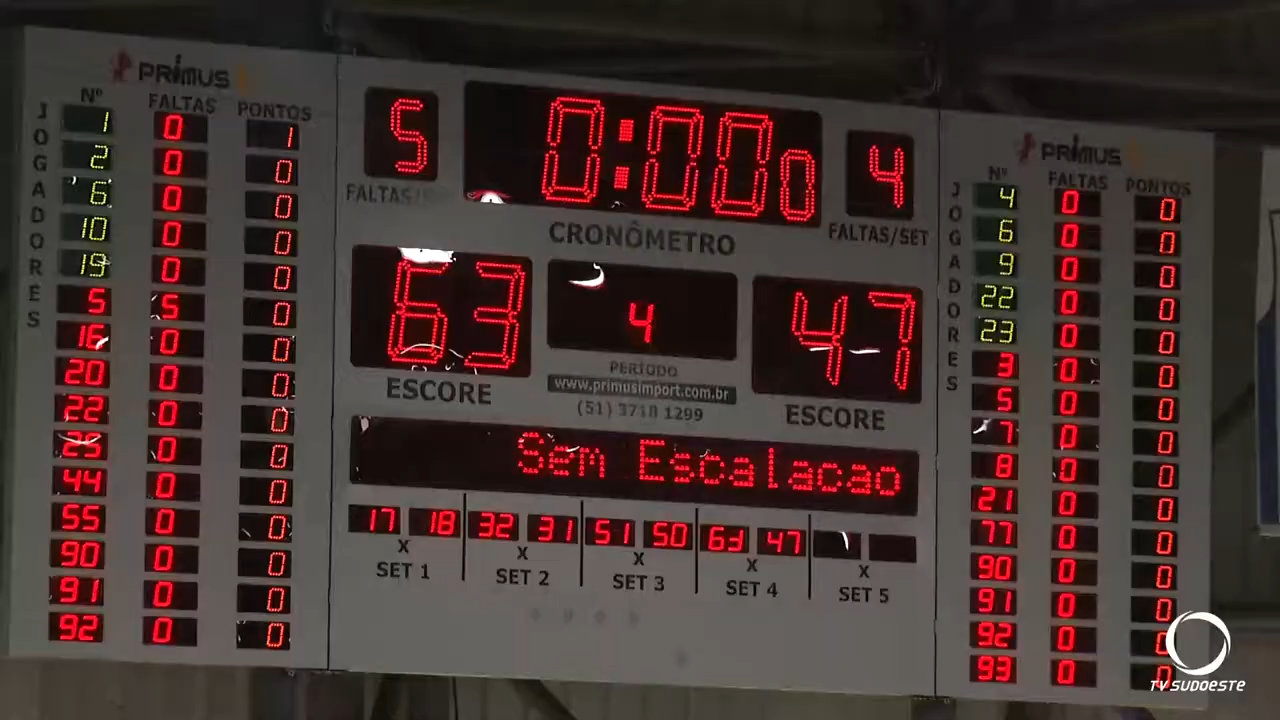 PRIMUS
JOGADORES
Nº FALTAS PONTOS
1 0 1
2 0 0
6 0 0
10 0 0
19 0 0
5 5 0
16 0 0
20 0 0
22 0 0
25 0 0
44 0 0
55 0 0
90 0 0
91 0 0
92 0 0
5
FALTAS/
0:000
CRONÔMETRO
4
FALTAS/SET
63
ESCORE
4
PERÍODO
www.primusimport.com.br
(51) 3718 1299
47
ESCORE
Sem Escalacao
17 18 32 31 51 50 63 47
X X X X X
SET 1 SET 2 SET 3 SET 4 SET 5
PRIMUS
JOGADORES
Nº FALTAS PONTOS
4 0 0
6 0 0
9 0 0
22 0 0
23 0 0
3 0 0
5 0 0
7 0 0
8 0 0
21 0 0
77 0 0
90 0 0
91 0 0
92 0 0
93 0 0
TV SUDOESTE